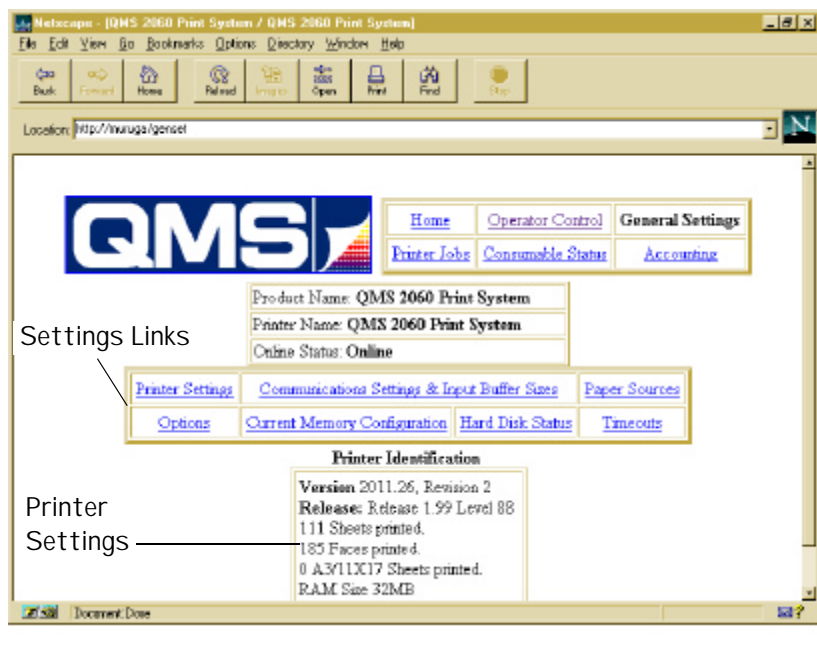 Netscape - [QMS 2060 Print System / QMS 2060 Print System]
File Edit View Go Bookmarks Options Directory Window Help
Back Forward Home Reload Images Open Print Find Stop
Location: http://muruga/genset
N
QMS
Home Operator Control General Settings
Printer Jobs Consumable Status Accounting
Product Name: QMS 2060 Print System
Printer Name: QMS 2060 Print System
Online Status: Online
Settings Links
Printer Settings Communications Settings & Input Buffer Sizes Paper Sources
Options Current Memory Configuration Hard Disk Status Timeouts
Printer Identification
Version 2011.26, Revision 2
Release: Release 1.99 Level 88
111 Sheets printed.
Printer
Settings
185 Faces printed.
0 A3/11X17 Sheets printed.
RAM Size 32MB
Document: Done